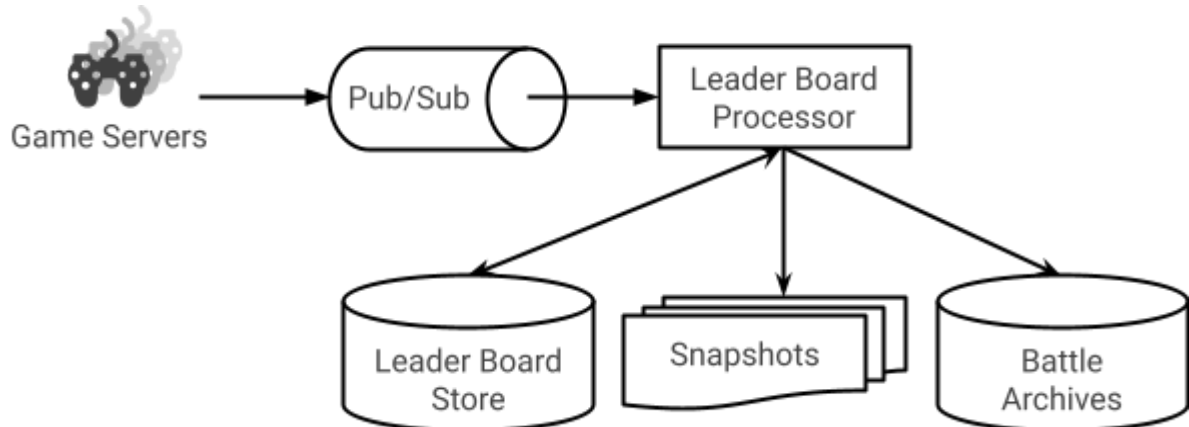 Game Servers
Pub/Sub
Leader Board
Processor
Leader Board
Store
Snapshots
Battle
Archives